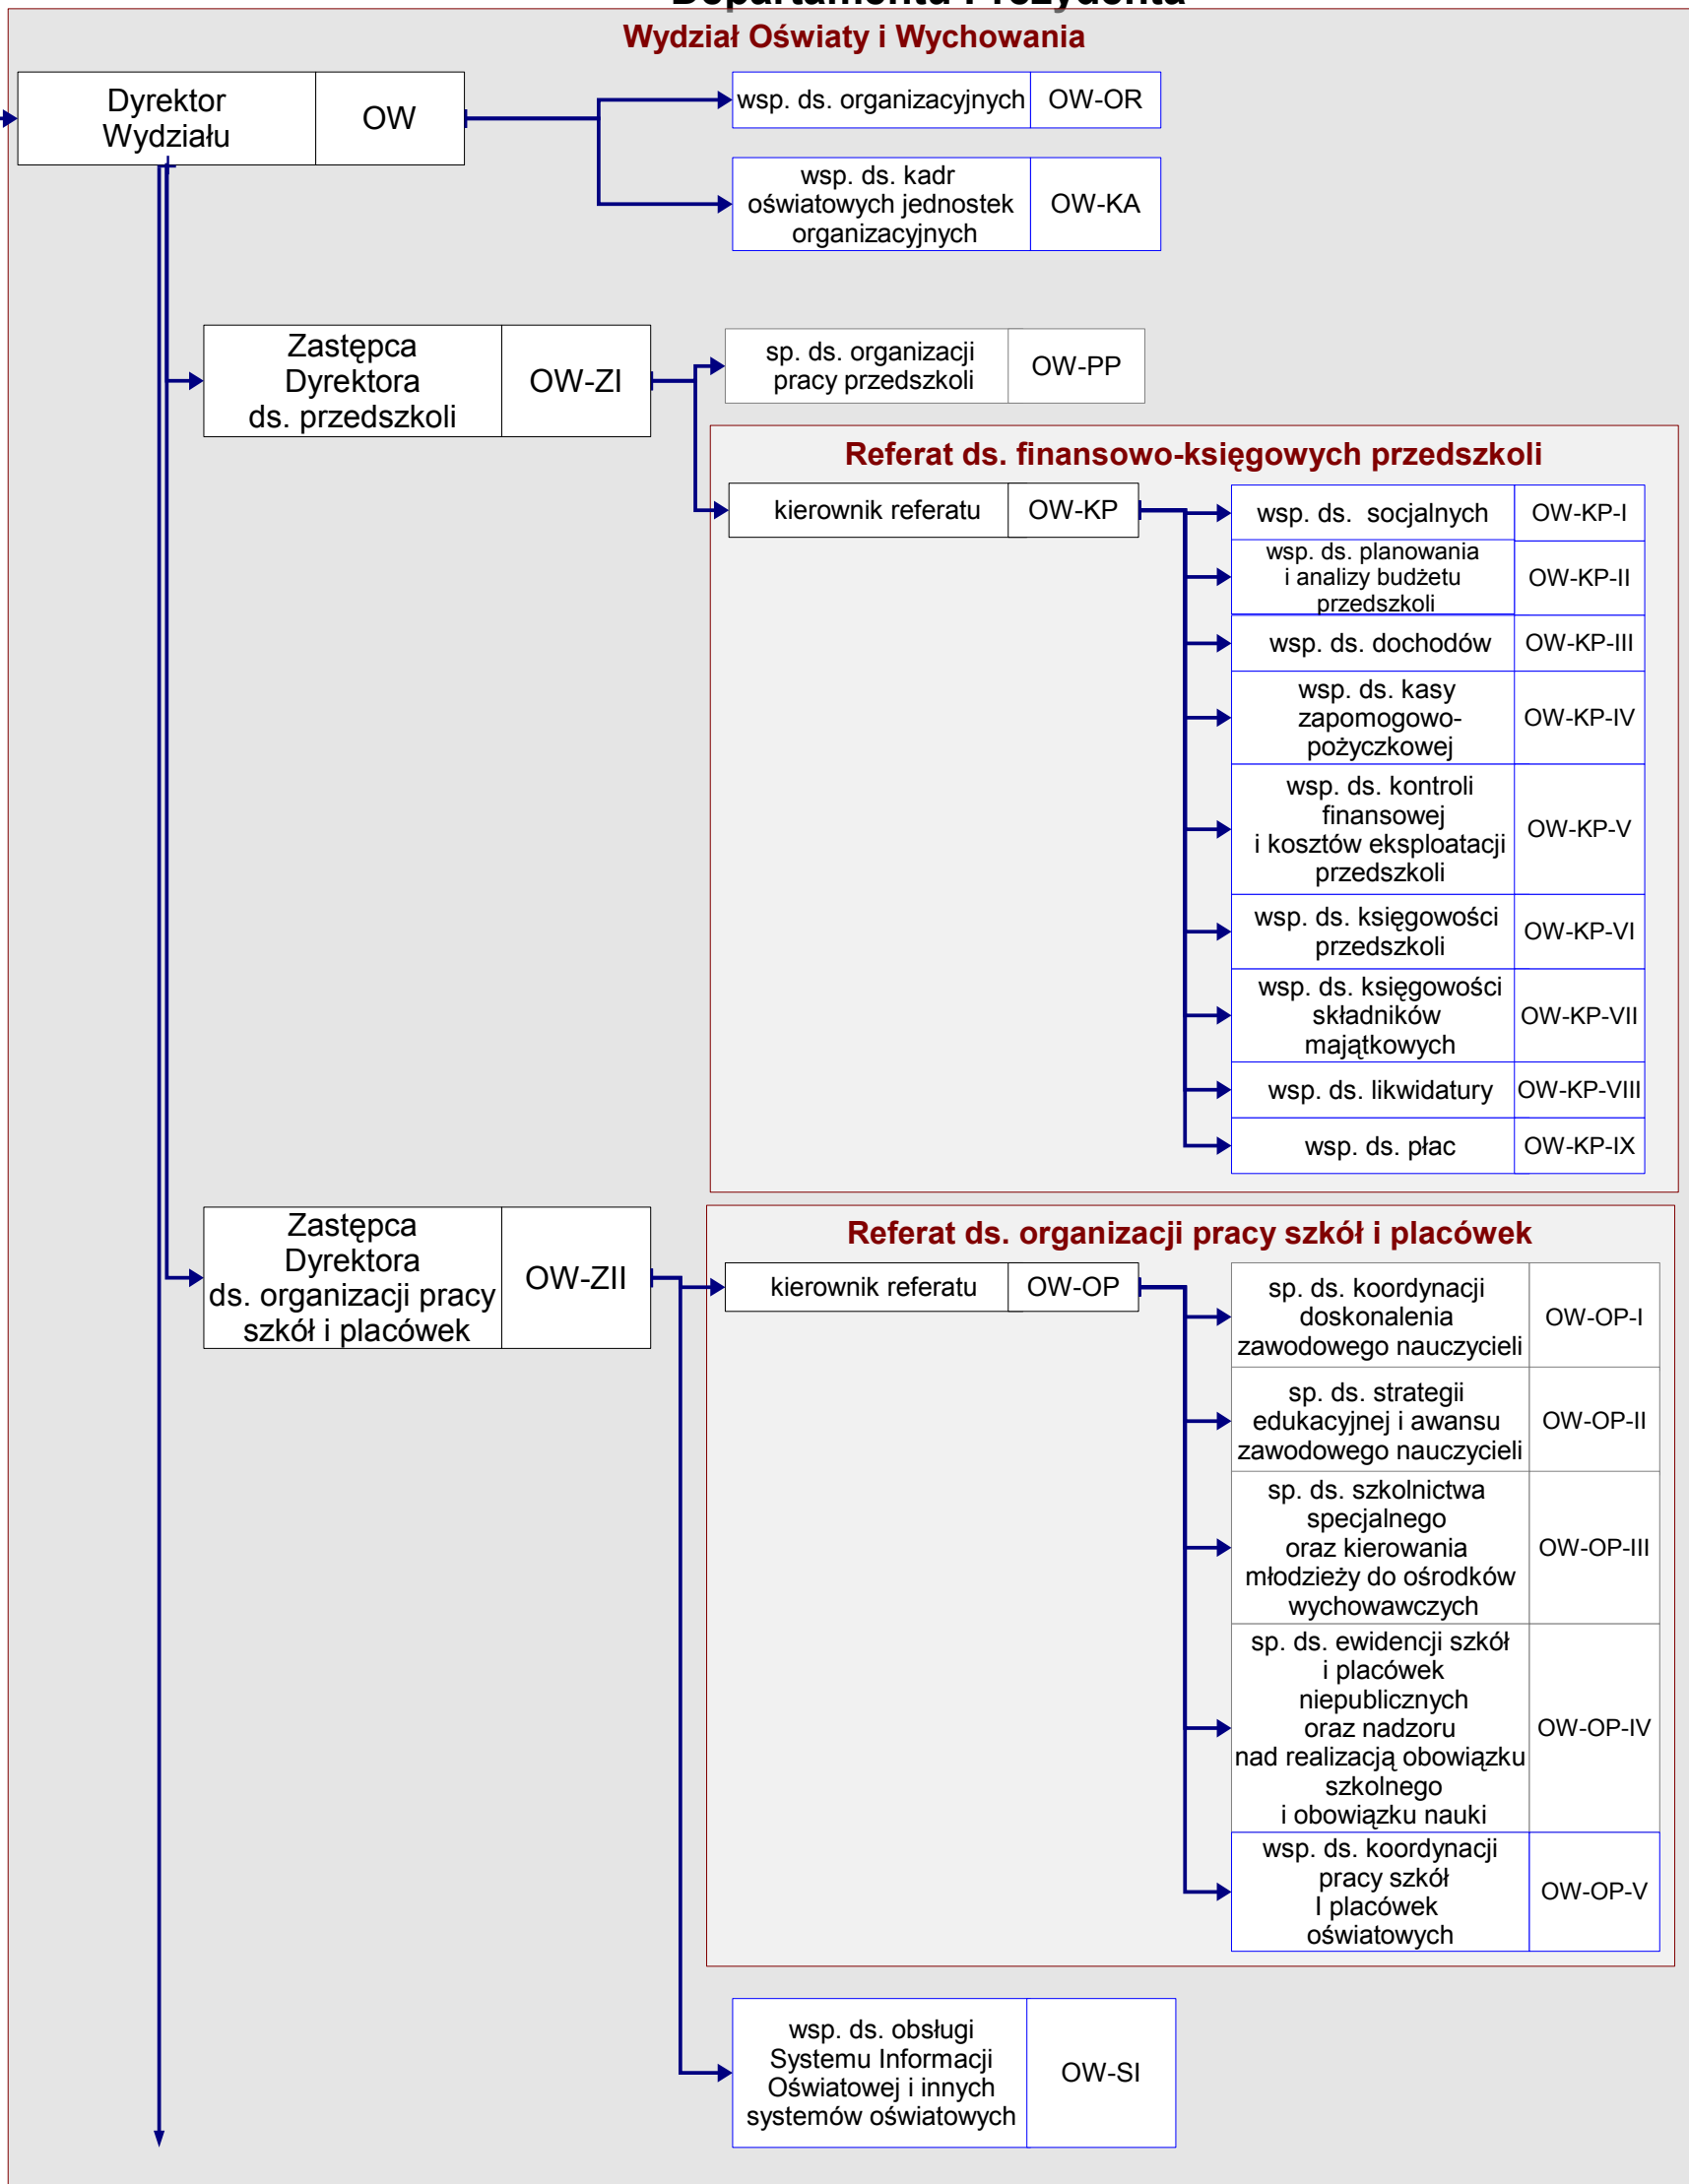 Departamentu Prezydenta
Wydział Oświaty i Wychowania
Dyrektor
Wydziału
OW
wsp. ds. organizacyjnych
OW-OR
wsp. ds. kadr
oświatowych jednostek
organizacyjnych
OW-KA
Zastępca
Dyrektora
ds. przedszkoli
OW-ZI
sp. ds. organizacji
pracy przedszkoli
OW-PP
Referat ds. finansowo-księgowych przedszkoli
kierownik referatu
OW-KP
wsp. ds.  socjalnych
OW-KP-I
wsp. ds. planowania
i analizy budżetu
przedszkoli
OW-KP-II
wsp. ds. dochodów
OW-KP-III
wsp. ds. kasy
zapomogowo-
pożyczkowej
OW-KP-IV
wsp. ds. kontroli
finansowej
i kosztów eksploatacji
przedszkoli
OW-KP-V
wsp. ds. księgowości
przedszkoli
OW-KP-VI
wsp. ds. księgowości
składników
majątkowych
OW-KP-VII
wsp. ds. likwidatury
OW-KP-VIII
wsp. ds. płac
OW-KP-IX
Zastępca
Dyrektora
ds. organizacji pracy
szkół i placówek
OW-ZII
Referat ds. organizacji pracy szkół i placówek
kierownik referatu
OW-OP
sp. ds. koordynacji
doskonalenia
zawodowego nauczycieli
OW-OP-I
sp. ds. strategii
edukacyjnej i awansu
zawodowego nauczycieli
OW-OP-II
sp. ds. szkolnictwa
specjalnego
oraz kierowania
młodzieży do ośrodków
wychowawczych
OW-OP-III
sp. ds. ewidencji szkół
i placówek
niepublicznych
oraz nadzoru
nad realizacją obowiązku
szkolnego
i obowiązku nauki
OW-OP-IV
wsp. ds. koordynacji
pracy szkół
I placówek
oświatowych
OW-OP-V
wsp. ds. obsługi
Systemu Informacji
Oświatowej i innych
systemów oświatowych
OW-SI